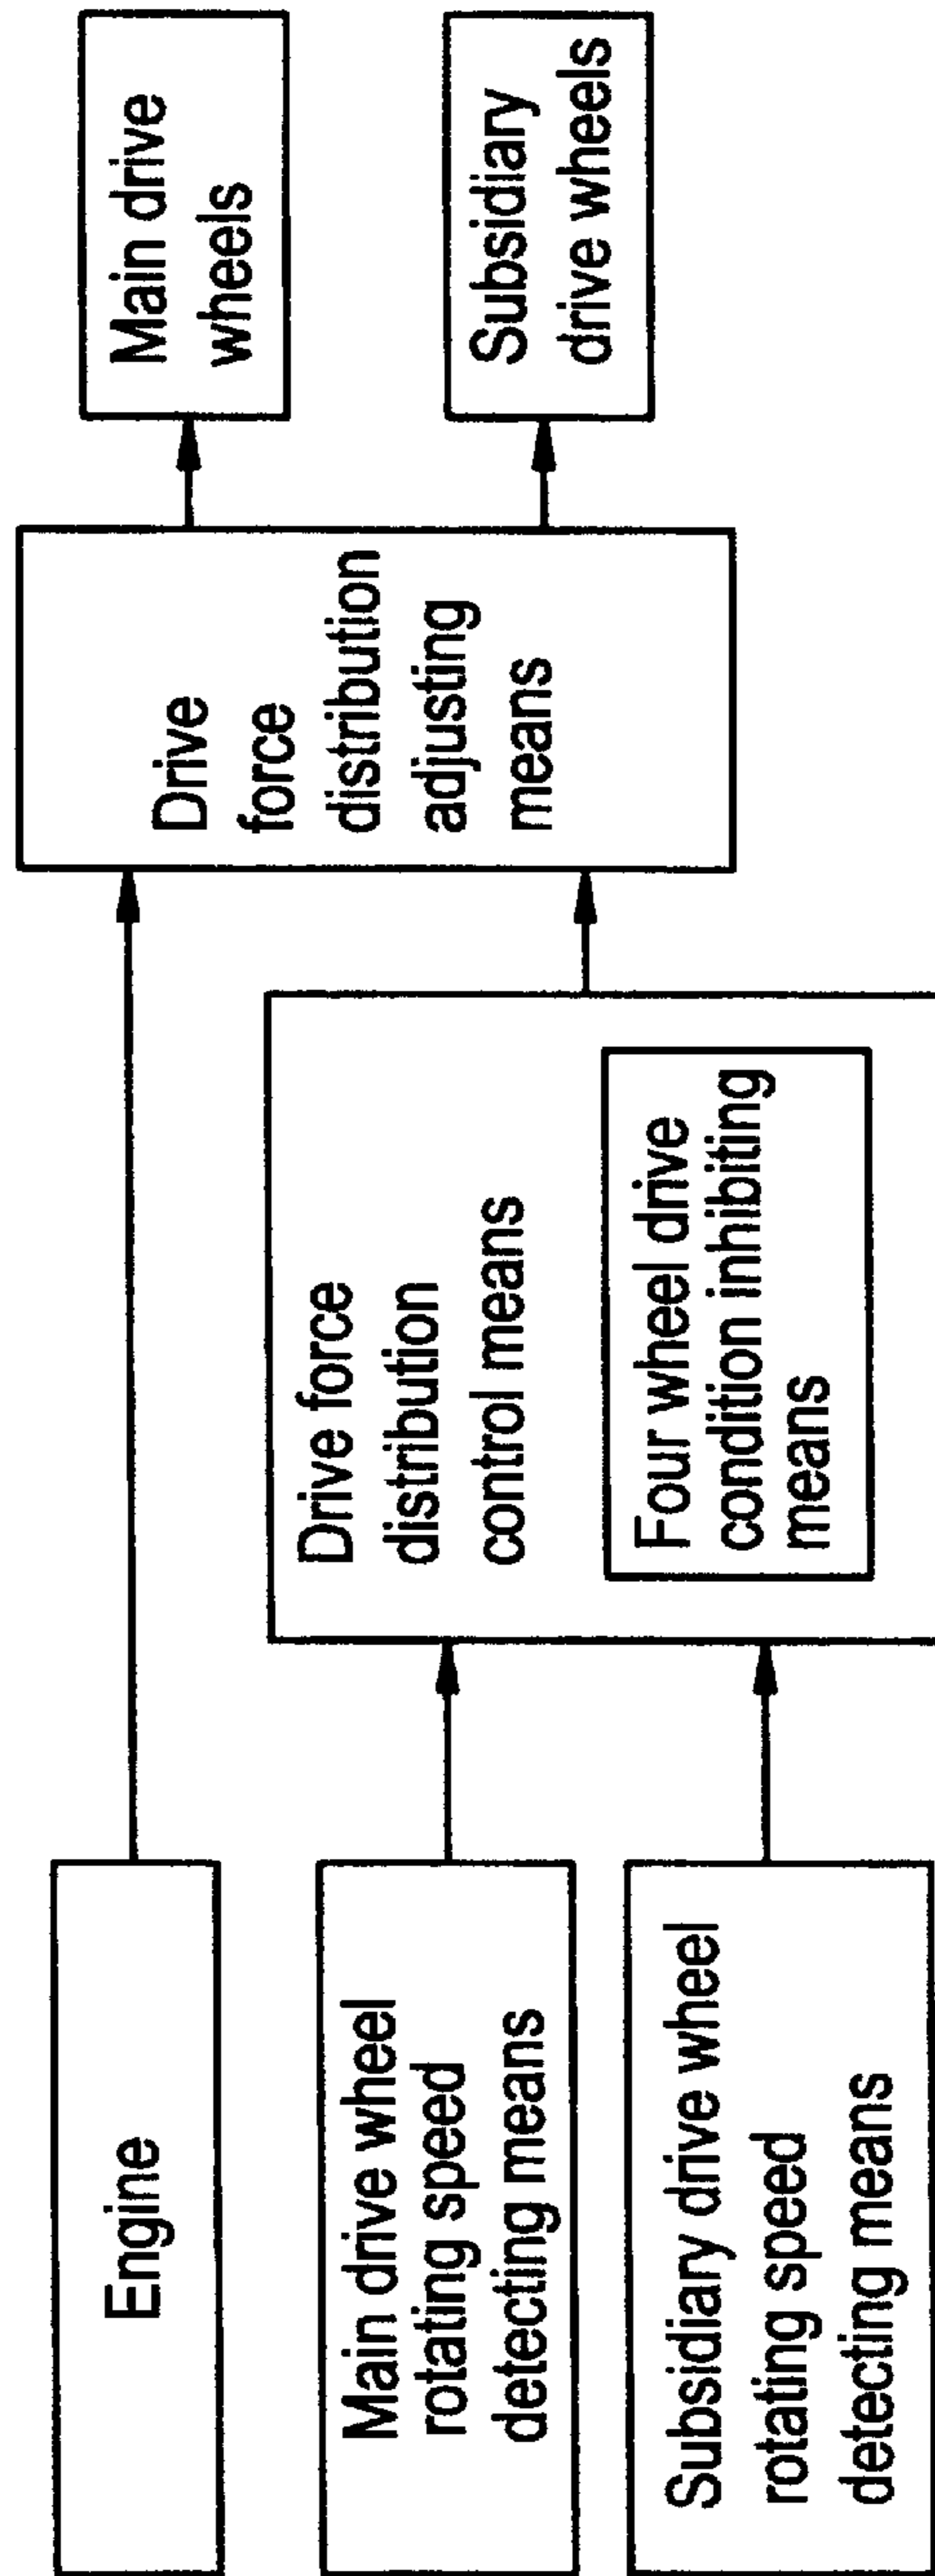 Engine
Main drive wheel
rotating speed
detecting means
Subsidiary drive wheel
rotating speed
detecting means
Drive force
distribution
control means
Four wheel drive
condition inhibiting
means
Drive
force
distribution
adjusting
means
Main drive
wheels
Subsidiary
drive wheels